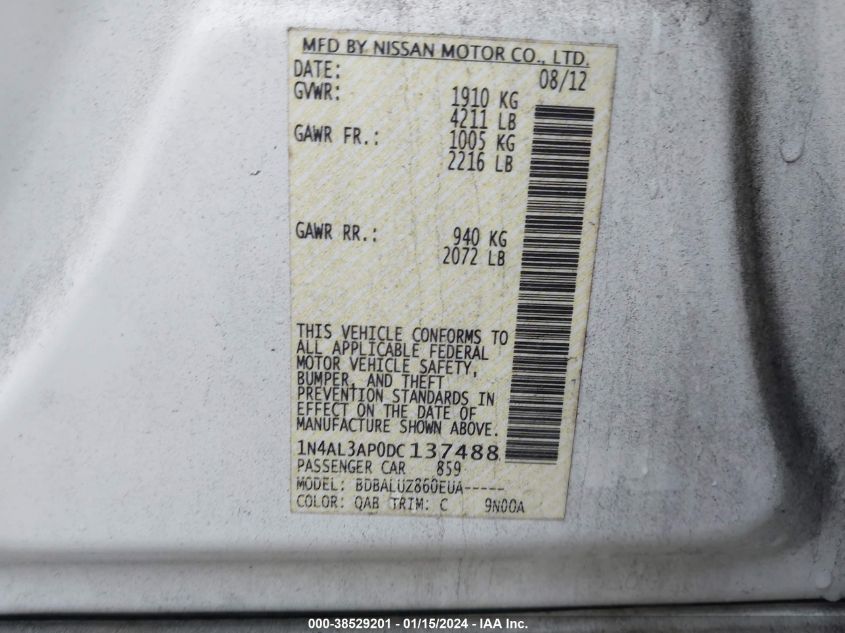 MFD BY NISSAN MOTOR CO., LTD.
DATE: 08/12
GVWR: 1910 KG
4211 LB
GAWR FR.: 1005 KG
2216 LB
GAWR RR.: 940 KG
2072 LB
THIS VEHICLE CONFORMS TO
ALL APPLICABLE FEDERAL
MOTOR VEHICLE SAFETY,
BUMPER, AND THEFT
PREVENTION STANDARDS IN
EFFECT ON THE DATE OF
MANUFACTURE SHOWN ABOVE.
1N4AL3AP0DC137488
PASSENGER CAR 859
MODEL: BDBALUZ860EUA-----
COLOR: QAB TRIM: C 9N00A
000-38529201 - 01/15/2024 - IAA Inc.